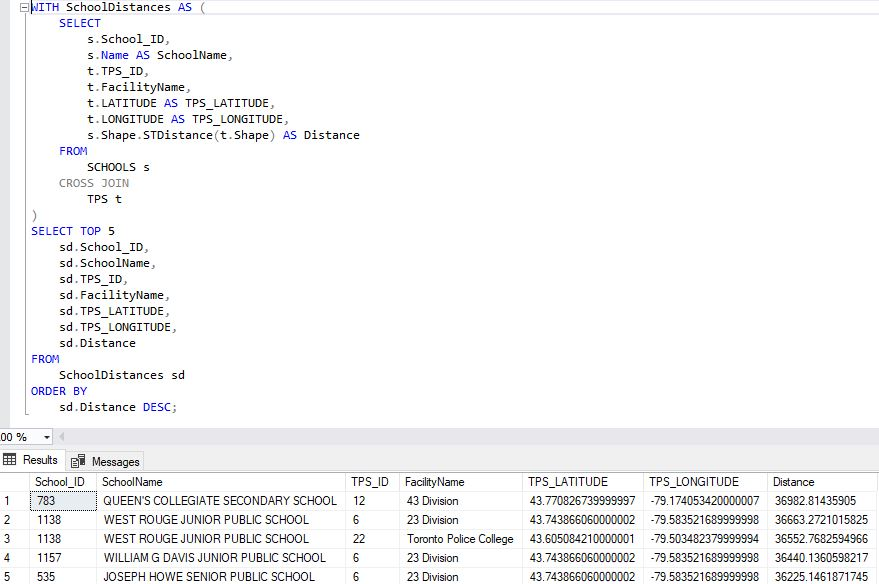 WITH SchoolDistances AS (
SELECT
s.School_ID,
s.Name AS SchoolName,
t.TPS_ID,
t.FacilityName,
t.LATITUDE AS TPS_LATITUDE,
t.LONGITUDE AS TPS_LONGITUDE,
s.Shape.STDistance(t.Shape) AS Distance
FROM
SCHOOLS s
CROSS JOIN
TPS t
)
SELECT TOP 5
sd.School_ID,
sd.SchoolName,
sd.TPS_ID,
sd.FacilityName,
sd.TPS_LATITUDE,
sd.TPS_LONGITUDE,
sd.Distance
FROM
SchoolDistances sd
ORDER BY
sd.Distance DESC;
00 %
Results Messages
School_ID SchoolName TPS_ID FacilityName TPS_LATITUDE TPS_LONGITUDE Distance
1 783 QUEEN'S COLLEGIATE SECONDARY SCHOOL 12 43 Division 43.770826739999997 -79.174053420000007 36982.81435905
2 1138 WEST ROUGE JUNIOR PUBLIC SCHOOL 6 23 Division 43.743866060000002 -79.583521689999998 36663.2721015825
3 1138 WEST ROUGE JUNIOR PUBLIC SCHOOL 22 Toronto Police College 43.605084210000001 -79.503482379999994 36552.7682594966
4 1157 WILLIAM G DAVIS JUNIOR PUBLIC SCHOOL 6 23 Division 43.743866060000002 -79.583521689999998 36440.1360598217
5 535 JOSEPH HOWE SENIOR PUBLIC SCHOOL 6 23 Division 43.743866060000002 -79.583521689999998 36225.1461871745